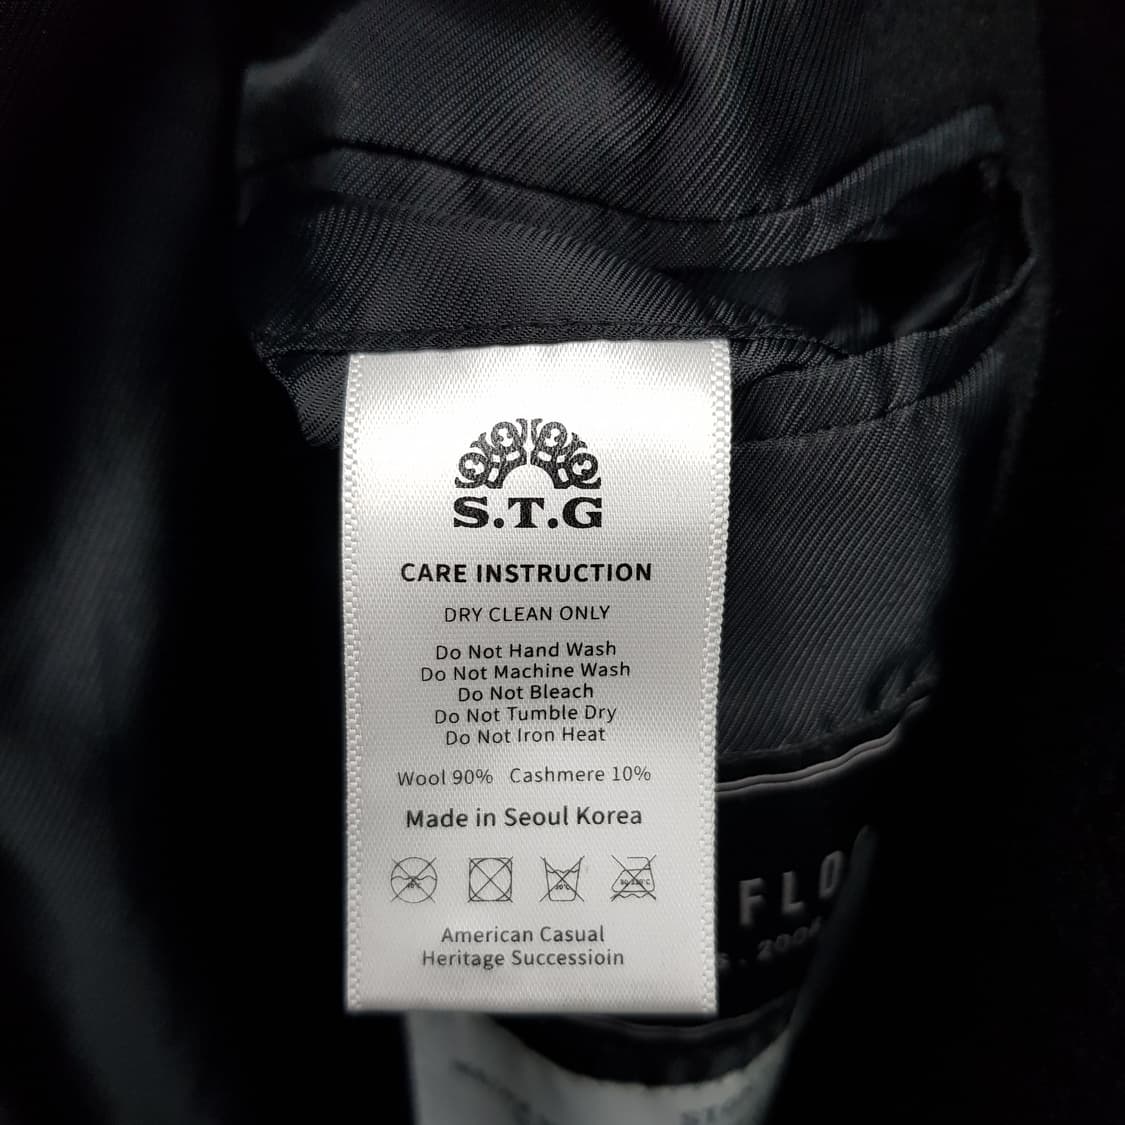 S.T.G
CARE INSTRUCTION
DRY CLEAN ONLY
Do Not Hand Wash
Do Not Machine Wash
Do Not Bleach
Do Not Tumble Dry
Do Not Iron Heat
Wool 90% Cashmere 10%
Made in Seoul Korea
American Casual
Heritage Successioin
FLO
2004